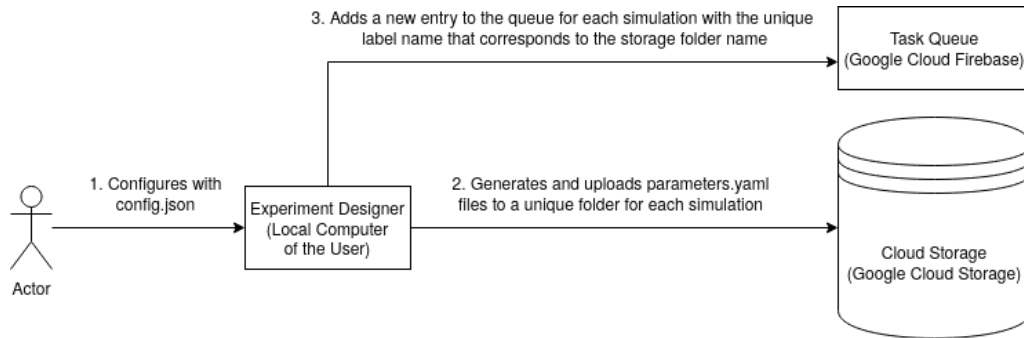 3. Adds a new entry to the queue for each simulation with the unique
label name that corresponds to the storage folder name
Task Queue
(Google Cloud Firebase)
1. Configures with
config.json
2. Generates and uploads parameters.yaml
files to a unique folder for each simulation
Experiment Designer
(Local Computer
of the User)
Cloud Storage
(Google Cloud Storage)
Actor